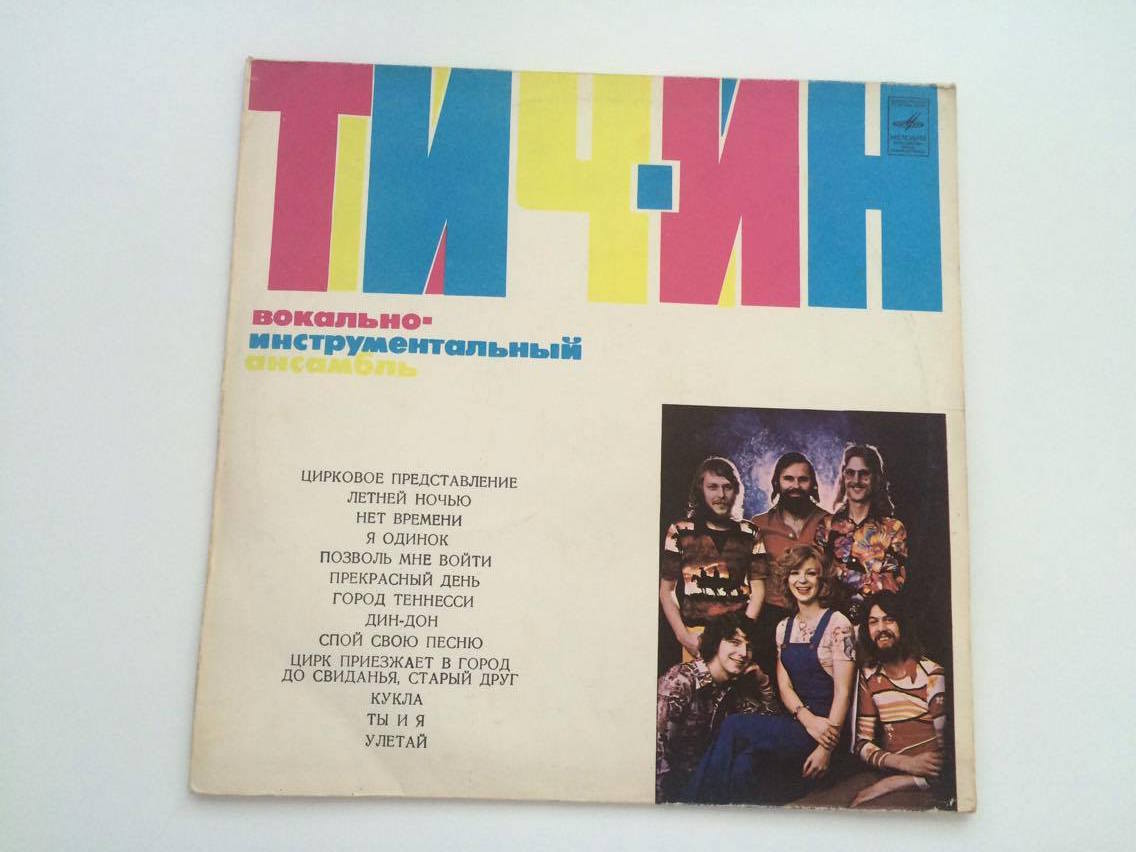 ТИЧ·ИН
вокально-
инструментальный
ансамбль
ЦИРКОВОЕ ПРЕДСТАВЛЕНИЕ
ЛЕТНЕЙ НОЧЬЮ
НЕТ ВРЕМЕНИ
Я ОДИНОК
ПОЗВОЛЬ МНЕ ВОЙТИ
ПРЕКРАСНЫЙ ДЕНЬ
ГОРОД ТЕННЕССИ
ДИН-ДОН
СПОЙ СВОЮ ПЕСНЮ
ЦИРК ПРИЕЗЖАЕТ В ГОРОД
ДО СВИДАНЬЯ, СТАРЫЙ ДРУГ
КУКЛА
ТЫ И Я
УЛЕТАЙ